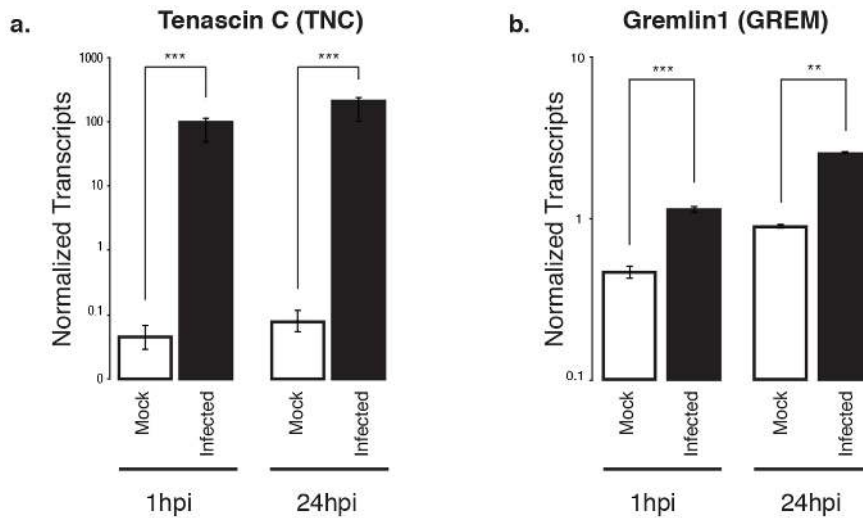 a.
Tenascin C (TNC)
Normalized Transcripts
1000
100
10
1
0.1
0
***
***
Mock
Infected
Mock
Infected
1hpi
24hpi
b.
Gremlin1 (GREM)
Normalized Transcripts
10
1
0.1
***
**
Mock
Infected
Mock
Infected
1hpi
24hpi